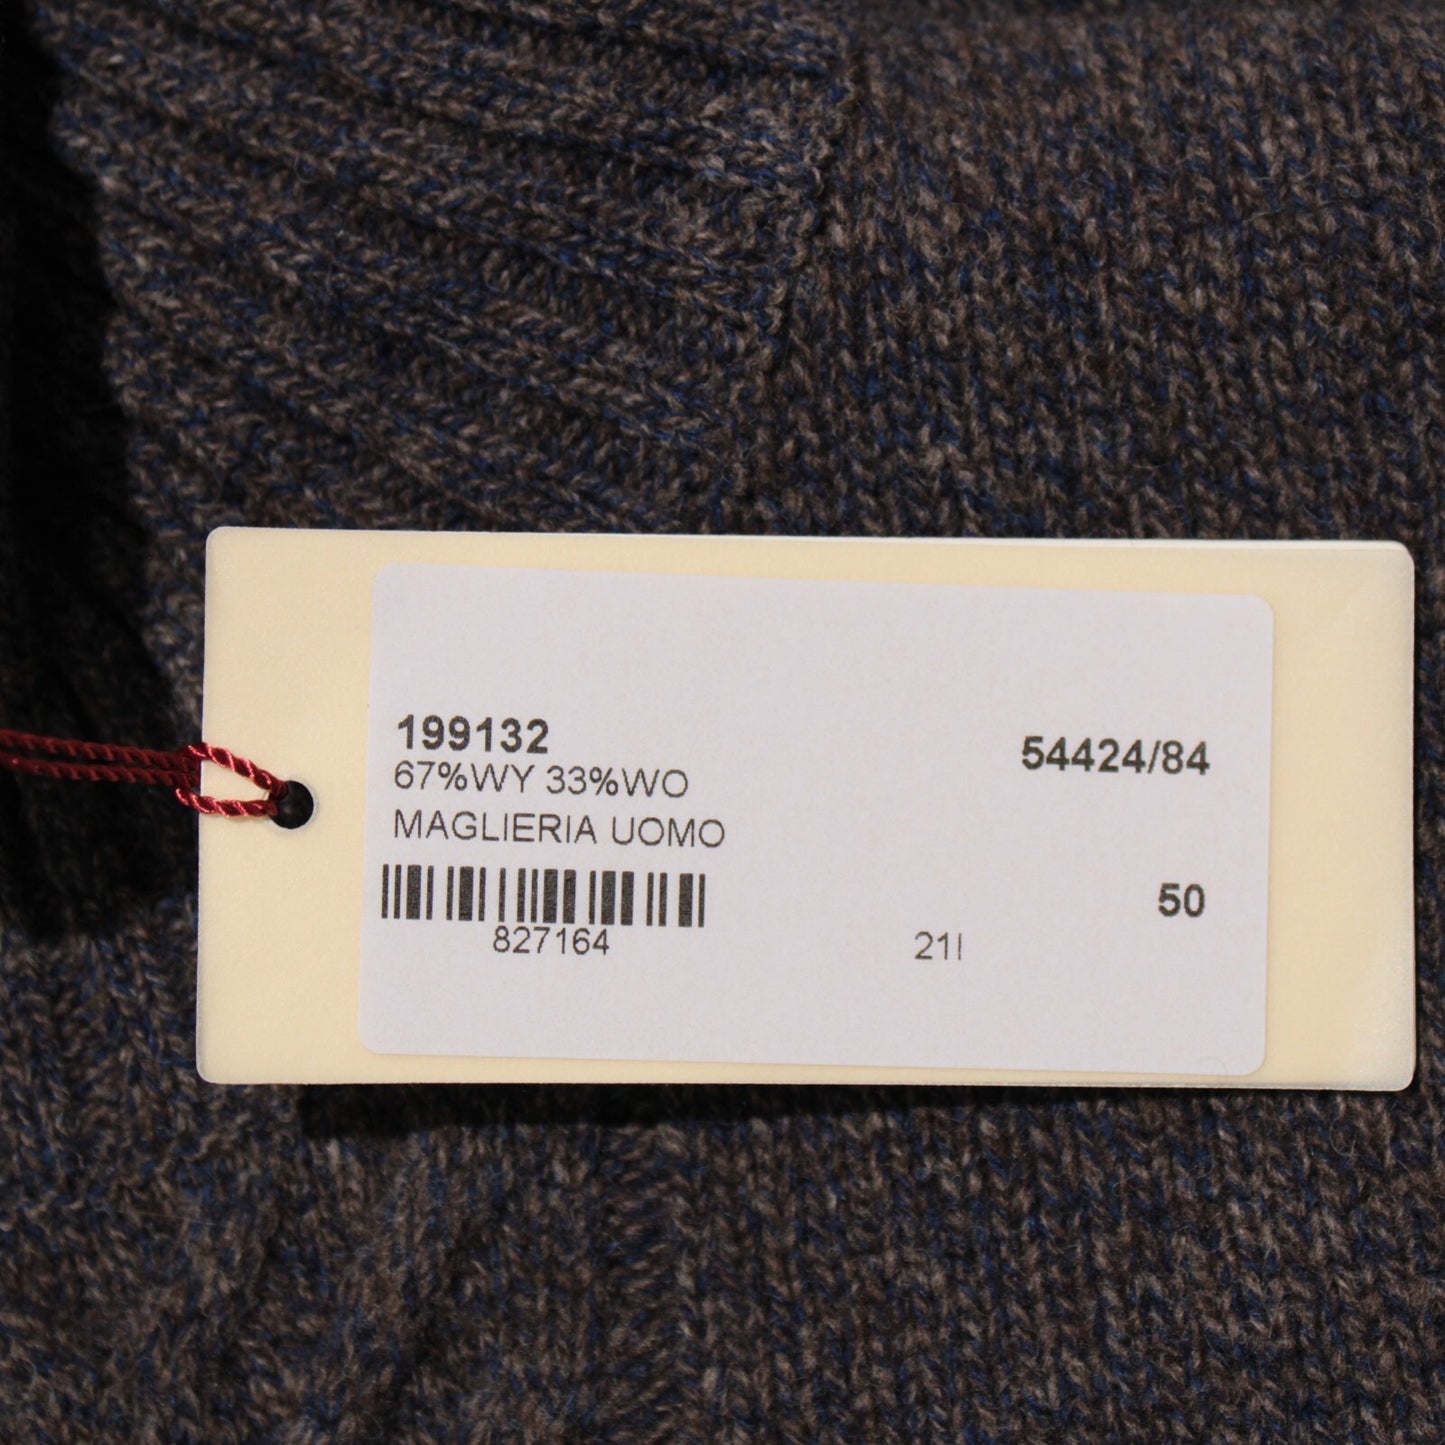 199132
54424/84
67%WY 33%WO
MAGLIERIA UOMO
50
827164
21I